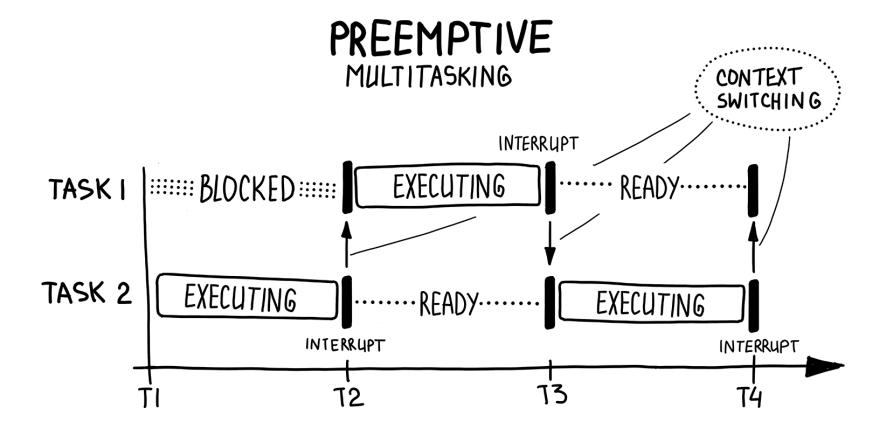 PREEMPTIVE
MULTITASKING
CONTEXT
SWITCHING
INTERRUPT
TASK 1 BLOCKED EXECUTING READY
TASK 2 EXECUTING READY EXECUTING
INTERRUPT INTERRUPT
T1 T2 T3 T4